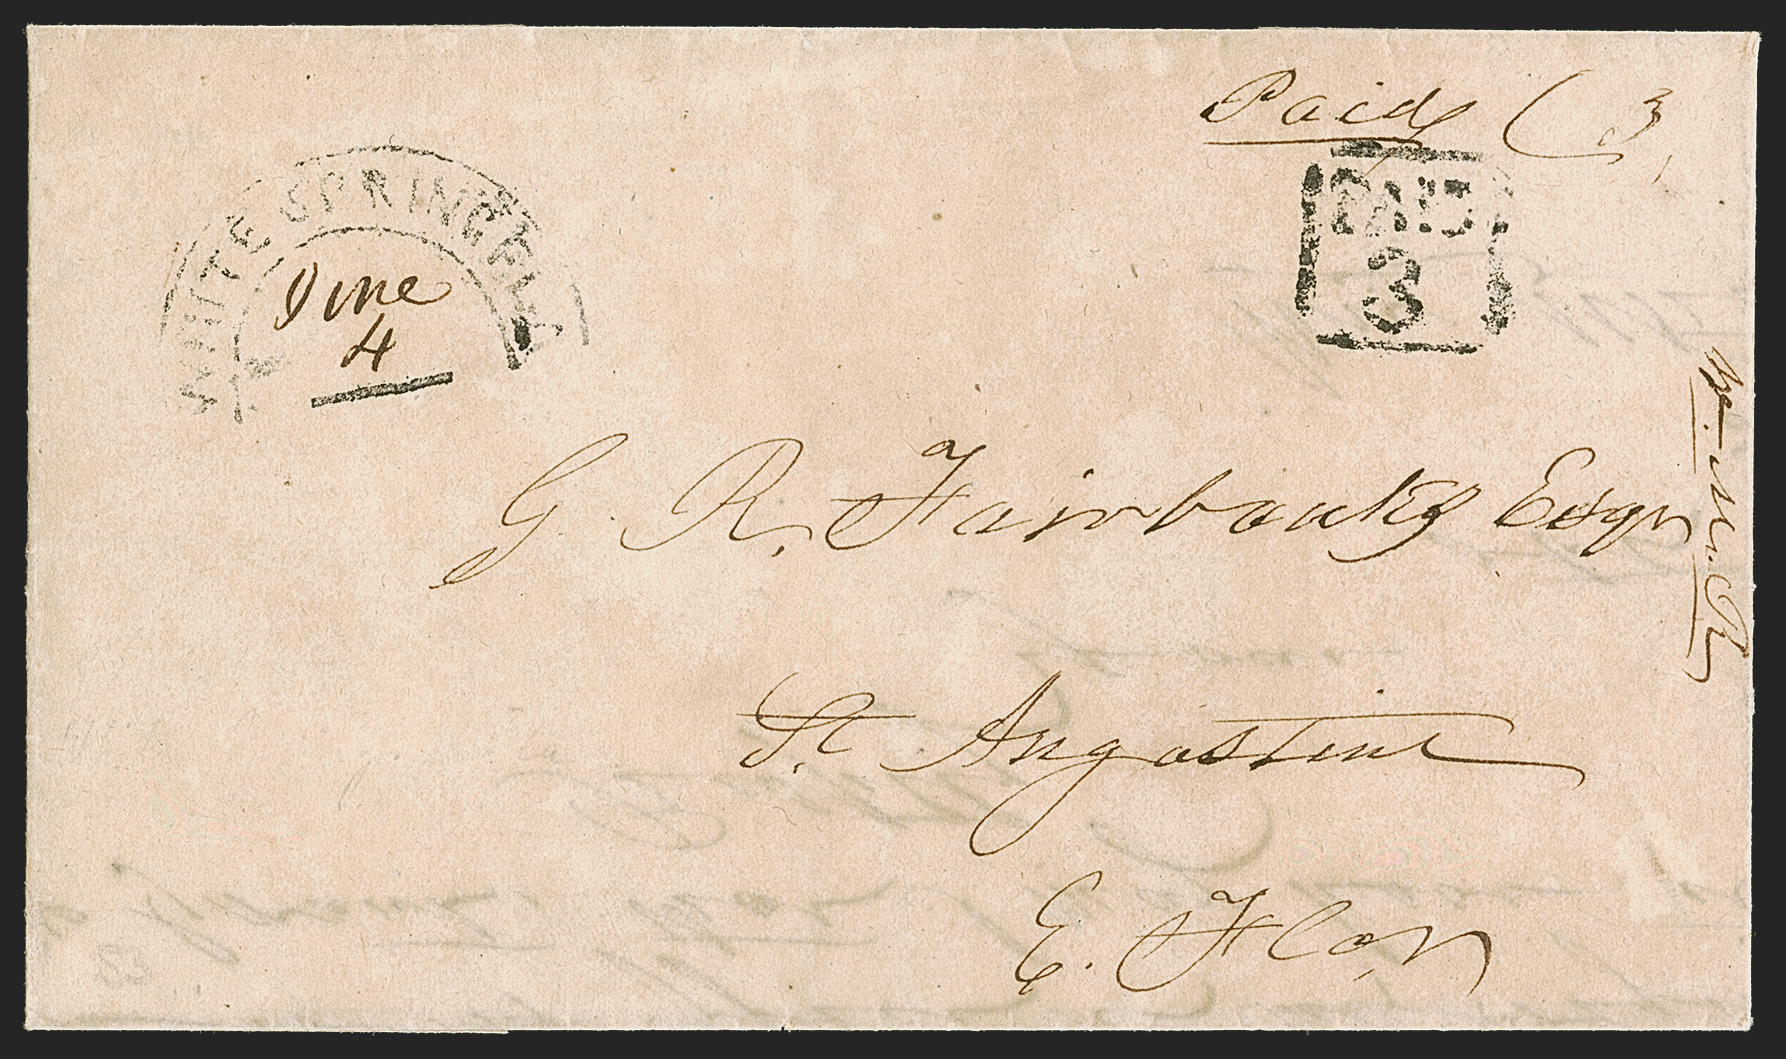 Paid 3
WHITE SPRINGS FLA
June
4
PAID
3
G. R. Fairbanks Esqr
St. Augustine
E. Flor